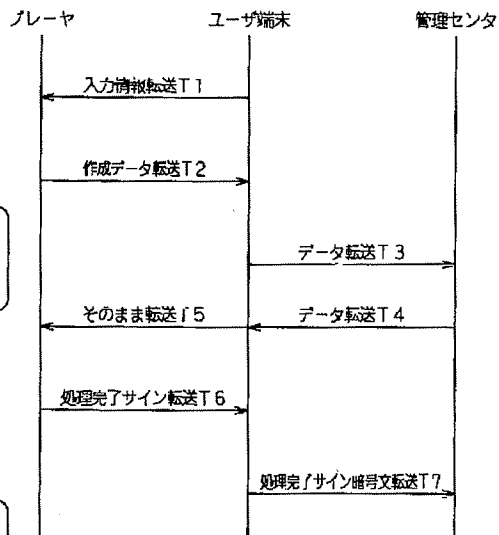 プレーヤ ユーザ端末 管理センタ
入力情報転送T1
作成データ転送T2
データ転送T3
そのまま転送T5 データ転送T4
処理完了サイン転送T6
処理完了サイン暗号文転送T7